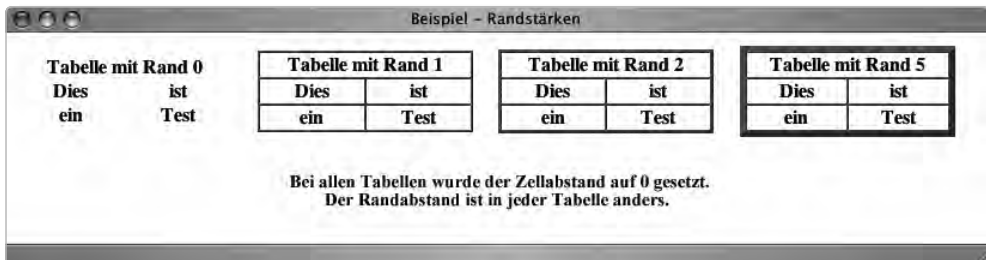 Beispiel – Randstärken
Tabelle mit Rand 0
Dies ist
ein Test
Tabelle mit Rand 1
Dies ist
ein Test
Tabelle mit Rand 2
Dies ist
ein Test
Tabelle mit Rand 5
Dies ist
ein Test
Bei allen Tabellen wurde der Zellabstand auf 0 gesetzt.
Der Randabstand ist in jeder Tabelle anders.